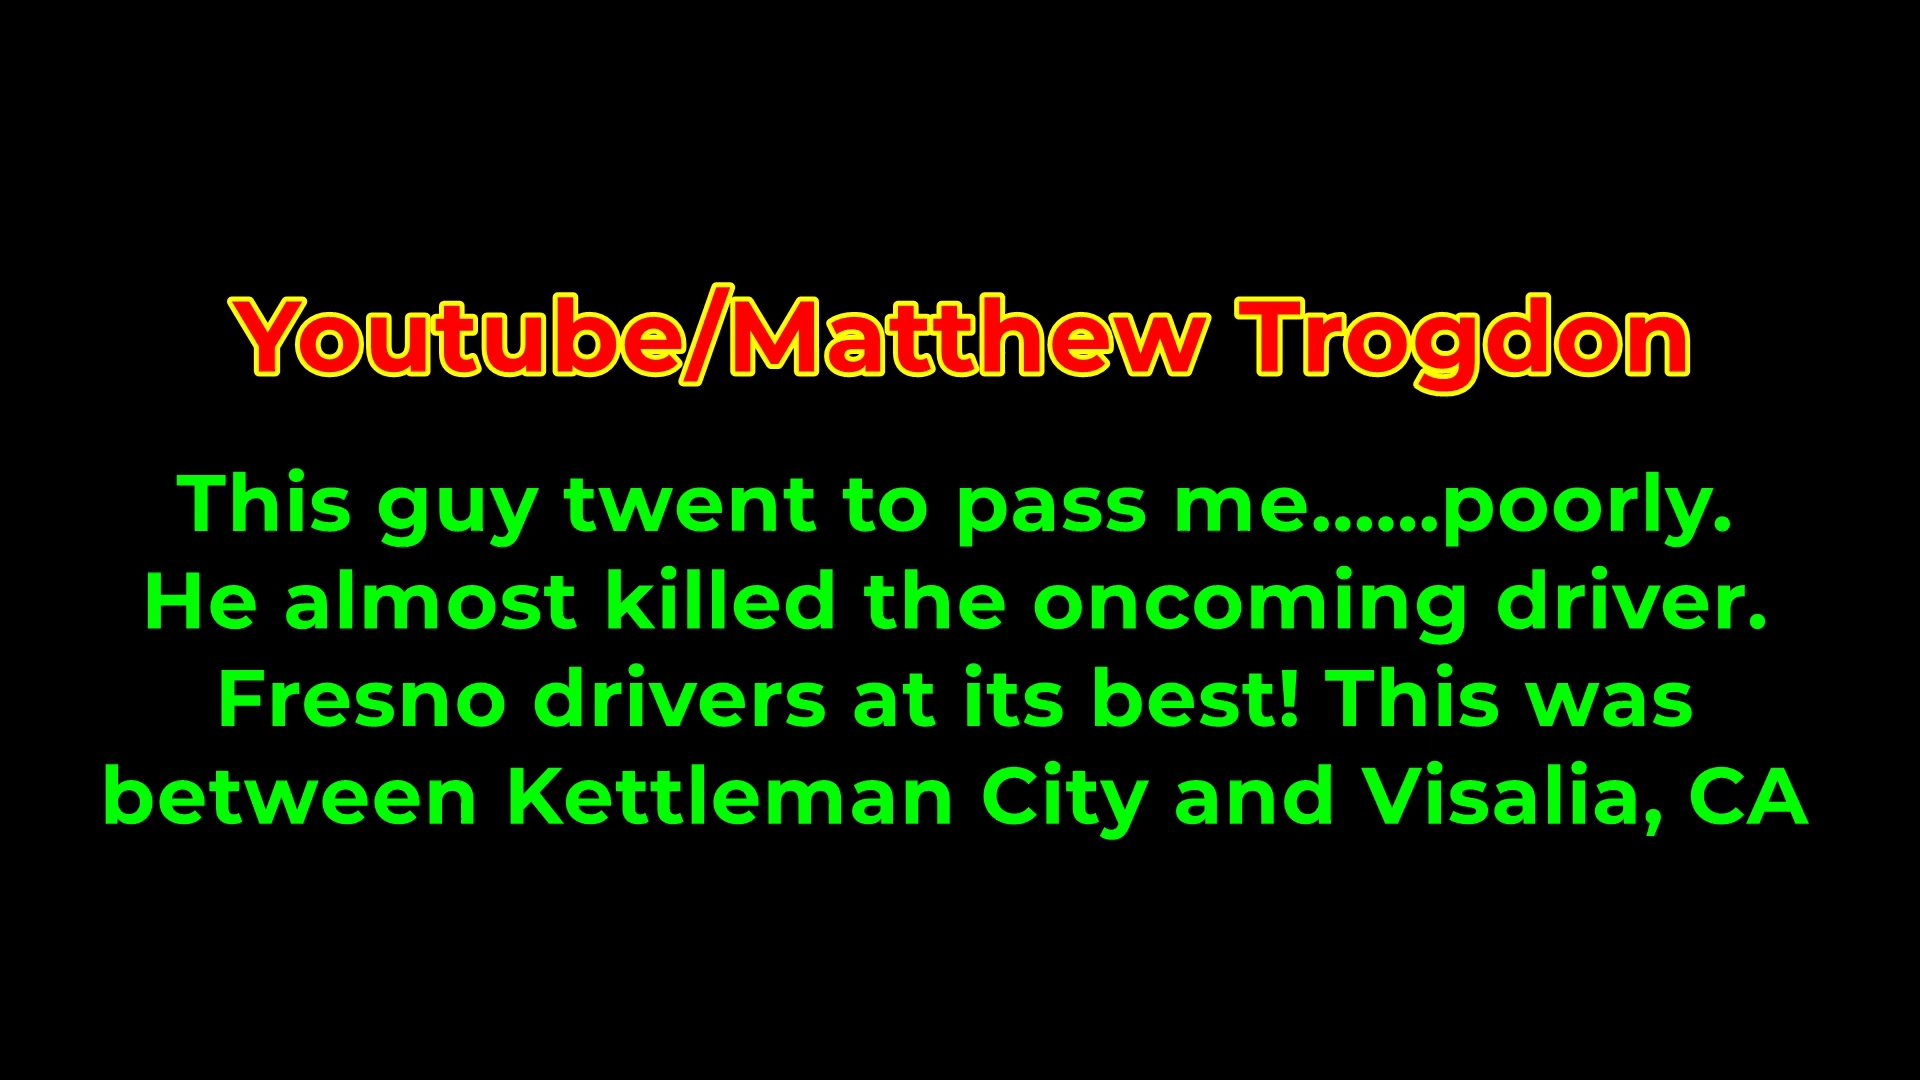 Youtube/Matthew Trogdon
This guy twent to pass me......poorly.
He almost killed the oncoming driver.
Fresno drivers at its best! This was
between Kettleman City and Visalia, CA